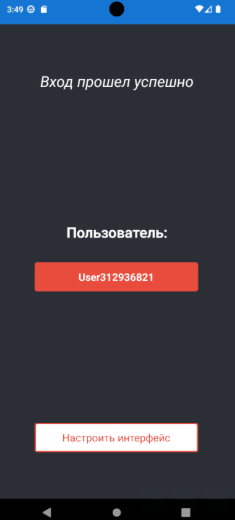 3:49
Вход прошел успешно
Пользователь:
User312936821
Настроить интерфейс